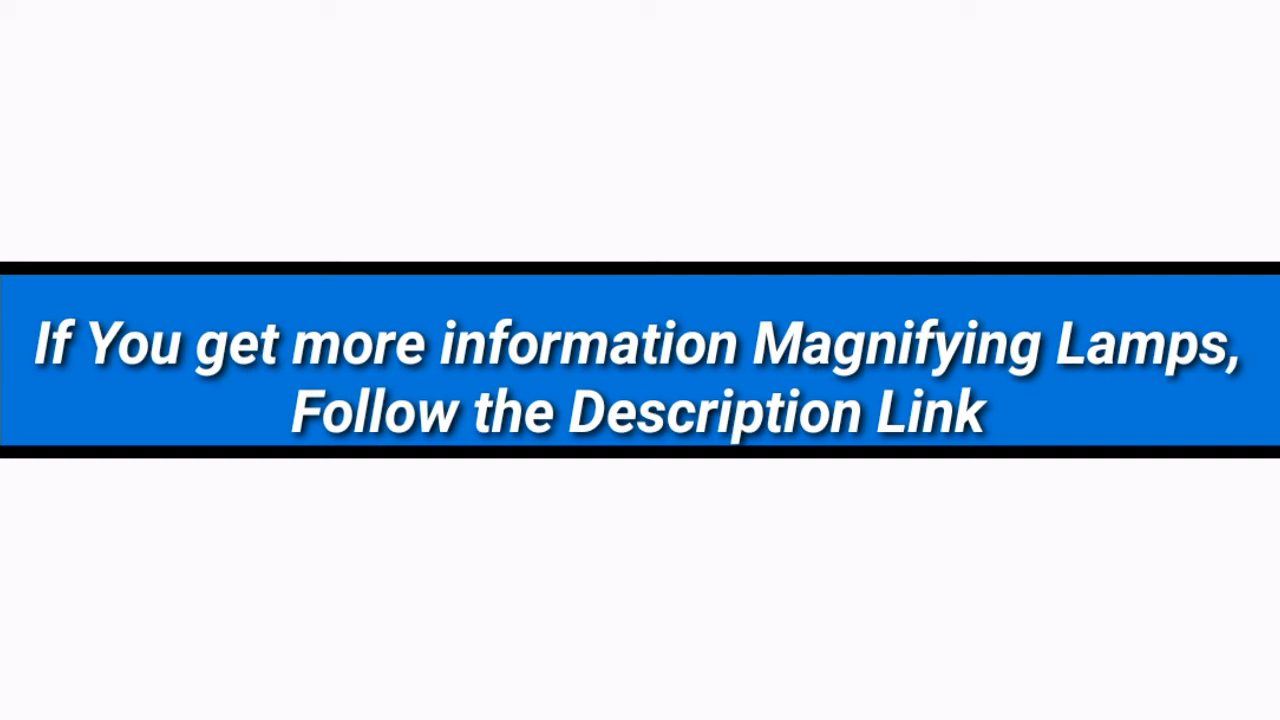 If You get more information Magnifying Lamps,
Follow the Description Link